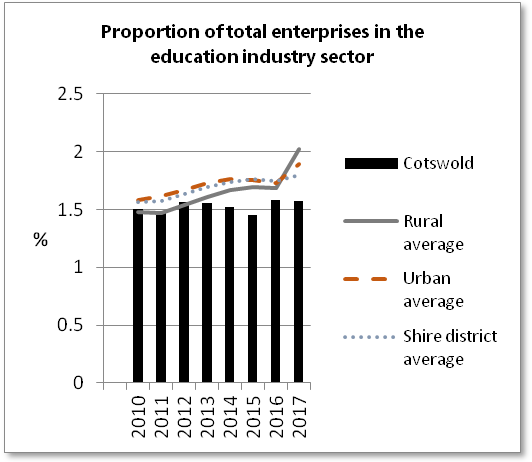 Proportion of total enterprises in the
education industry sector
2.5
2
1.5
1
0.5
0
%
2010
2011
2012
2013
2014
2015
2016
2017
Cotswold
Rural
average
Urban
average
Shire district
average